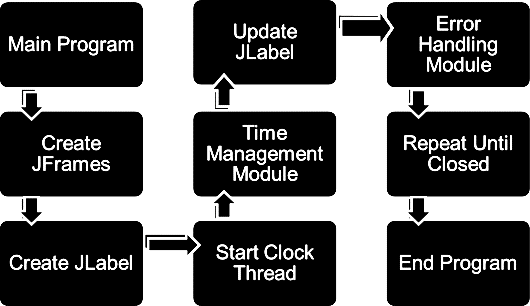 Main Program
Create
JFrames
Create JLabel
Start Clock
Thread
Time
Management
Module
Update
JLabel
Error
Handling
Module
Repeat Until
Closed
End Program